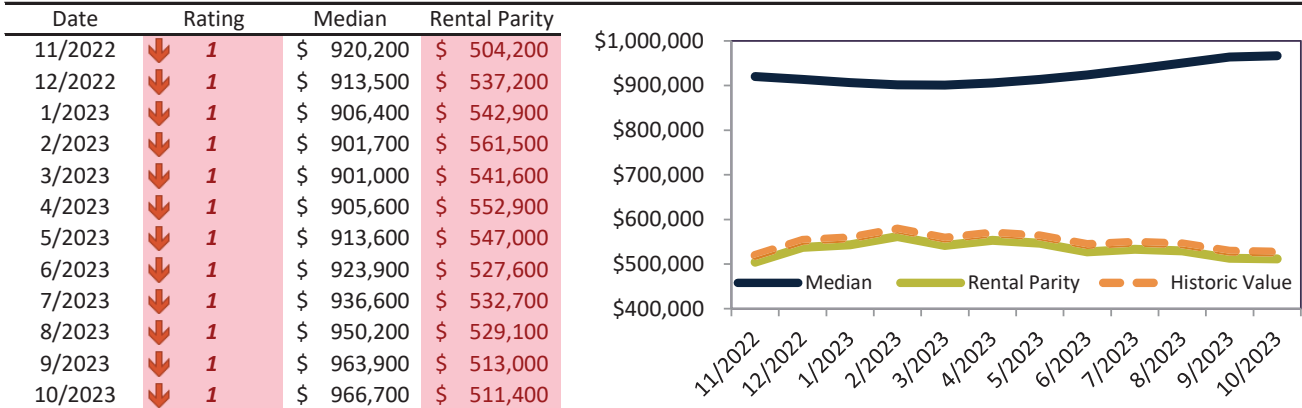 Date Rating Median Rental Parity
11/2022 1 $ 920,200 $ 504,200
12/2022 1 $ 913,500 $ 537,200
1/2023 1 $ 906,400 $ 542,900
2/2023 1 $ 901,700 $ 561,500
3/2023 1 $ 901,000 $ 541,600
4/2023 1 $ 905,600 $ 552,900
5/2023 1 $ 913,600 $ 547,000
6/2023 1 $ 923,900 $ 527,600
7/2023 1 $ 936,600 $ 532,700
8/2023 1 $ 950,200 $ 529,100
9/2023 1 $ 963,900 $ 513,000
10/2023 1 $ 966,700 $ 511,400
$1,000,000
$900,000
$800,000
$700,000
$600,000
$500,000
$400,000
Median Rental Parity Historic Value
11/2022 12/2022 1/2023 2/2023 3/2023 4/2023 5/2023 6/2023 7/2023 8/2023 9/2023 10/2023